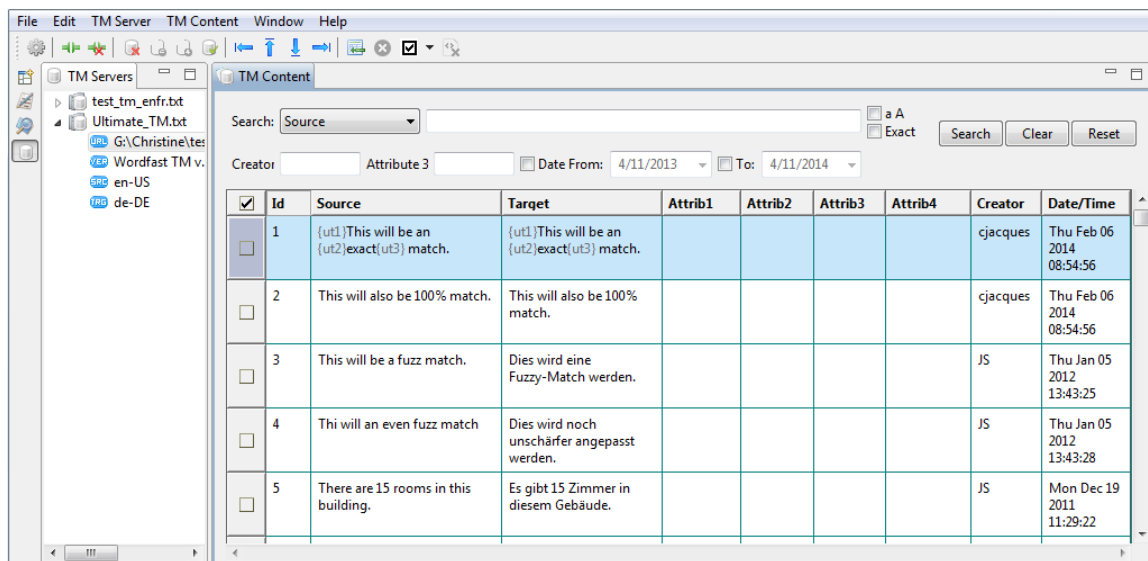 File Edit TM Server TM Content Window Help
TM Servers
test_tm_enfr.txt
Ultimate_TM.txt
URL G:\Christine\tes
VER Wordfast TM v.
SRC en-US
TRG de-DE
TM Content
Search: Source a A
Exact Search Clear Reset
Creator Attribute 3 Date From: 4/11/2013 To: 4/11/2014
Id Source Target Attrib1 Attrib2 Attrib3 Attrib4 Creator Date/Time
1 {ut1}This will be an {ut1}This will be an cjacques Thu Feb 06
{ut2}exact{ut3} match. {ut2}exact{ut3} match. 2014
08:54:56
2 This will also be 100% match. This will also be 100% cjacques Thu Feb 06
match. 2014
08:54:56
3 This will be a fuzz match. Dies wird eine JS Thu Jan 05
Fuzzy-Match werden. 2012
13:43:25
4 Thi will an even fuzz match Dies wird noch JS Thu Jan 05
unschärfer angepasst 2012
werden. 13:43:28
5 There are 15 rooms in this Es gibt 15 Zimmer in JS Mon Dec 19
building. diesem Gebäude. 2011
11:29:22